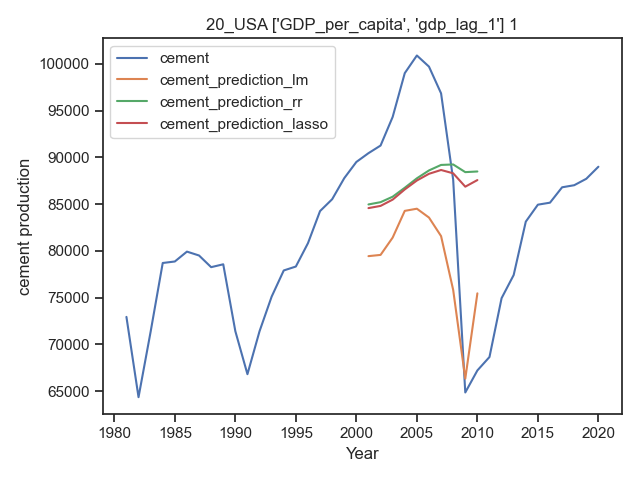 20_USA ['GDP_per_capita', 'gdp_lag_1'] 1
cement
cement_prediction_lm
cement_prediction_rr
cement_prediction_lasso
100000
95000
90000
85000
80000
75000
70000
65000
cement production
1980 1985 1990 1995 2000 2005 2010 2015 2020
Year